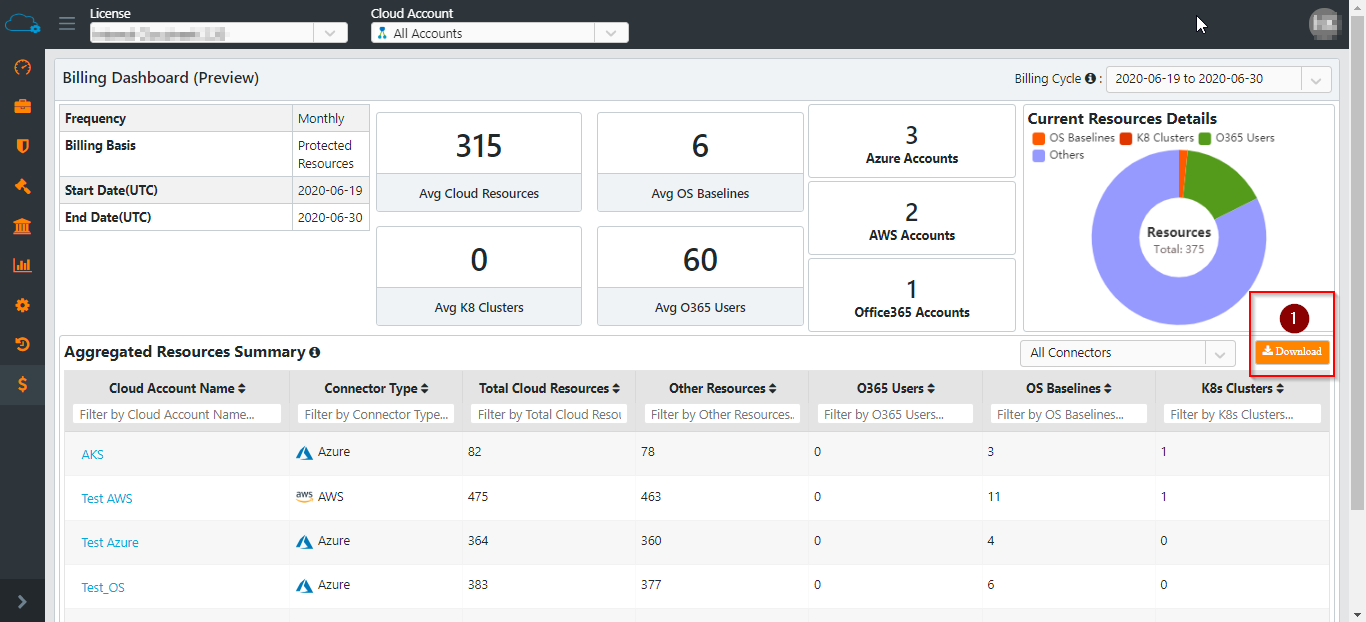 License
Cloud Account
All Accounts
Billing Dashboard (Preview)
Billing Cycle :
2020-06-19 to 2020-06-30
Frequency Monthly
Billing Basis Protected
Resources
Start Date(UTC) 2020-06-19
End Date(UTC) 2020-06-30
315
Avg Cloud Resources
6
Avg OS Baselines
0
Avg K8 Clusters
60
Avg O365 Users
3
Azure Accounts
2
AWS Accounts
1
Office365 Accounts
Current Resources Details
OS Baselines K8 Clusters O365 Users
Others
Resources
Total: 375
1
Aggregated Resources Summary
All Connectors
Download
Cloud Account Name Connector Type Total Cloud Resources Other Resources O365 Users OS Baselines K8s Clusters
Filter by Cloud Account Name... Filter by Connector Type... Filter by Total Cloud Resou Filter by Other Resources.. Filter by O365 Users... Filter by OS Baselines... Filter by K8s Clusters...
AKS Azure 82 78 0 3 1
Test AWS aws AWS 475 463 0 11 1
Test Azure Azure 364 360 0 4 0
Test_OS Azure 383 377 0 6 0